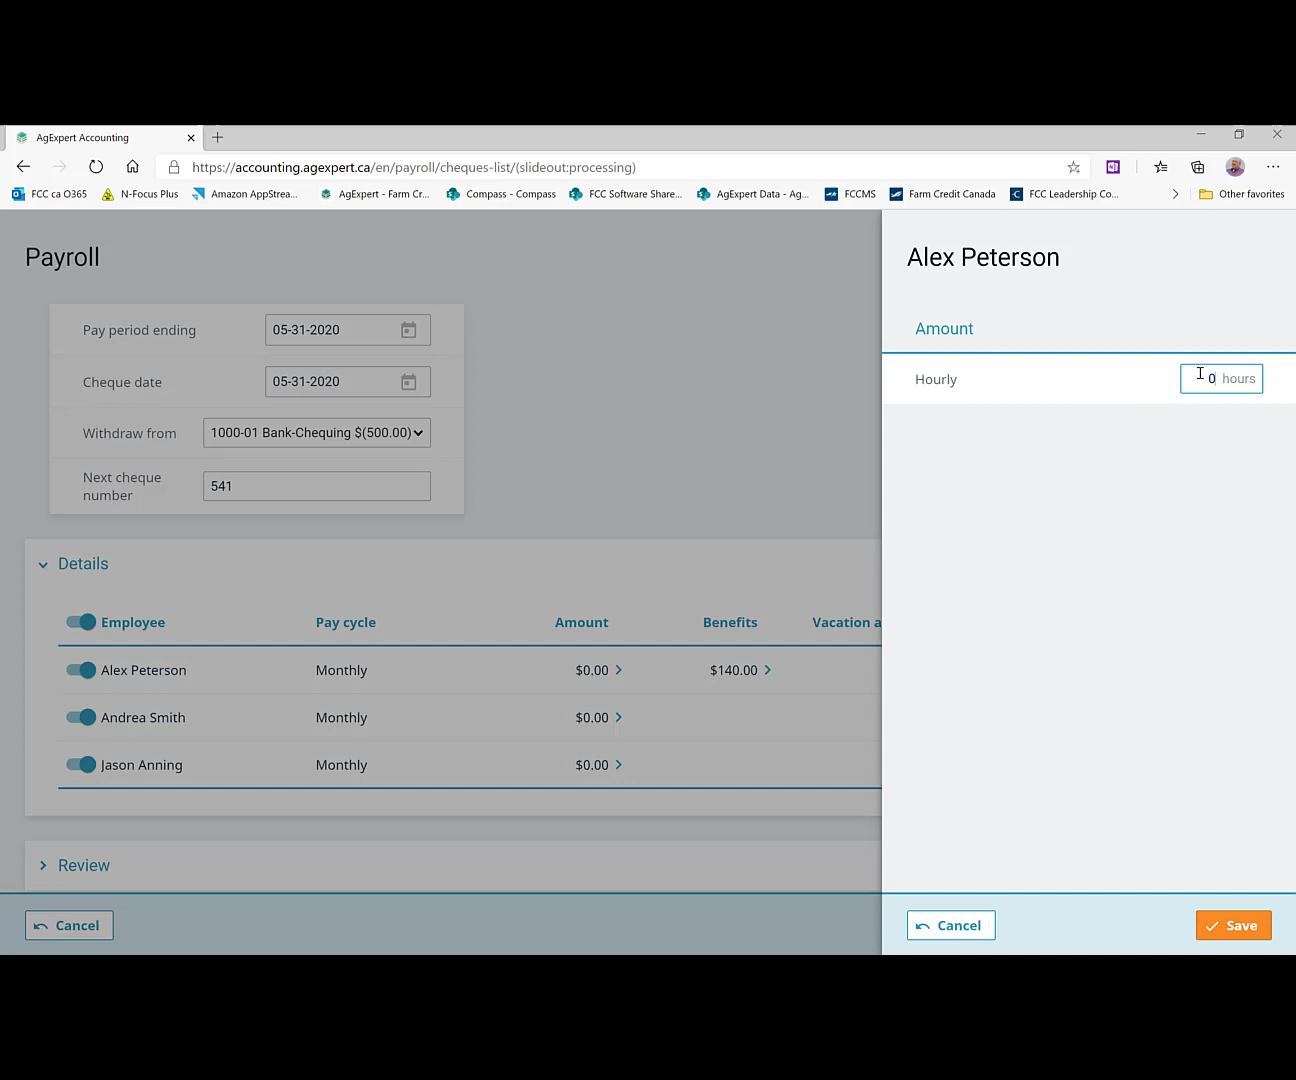 AgExpert Accounting
https://accounting.agexpert.ca/en/payroll/cheques-list/(slideout:processing)
FCC ca O365 N-Focus Plus Amazon AppStrea... AgExpert - Farm Cr... Compass - Compass FCC Software Share... AgExpert Data - Ag... FCCMS Farm Credit Canada FCC Leadership Co... Other favorites
Payroll
Pay period ending 05-31-2020
Cheque date 05-31-2020
Withdraw from 1000-01 Bank-Chequing $(500.00)
Next cheque
number
541
Details
Employee Pay cycle Amount Benefits Vacation a
Alex Peterson Monthly $0.00 $140.00
Andrea Smith Monthly $0.00
Jason Anning Monthly $0.00
Review
Cancel
Alex Peterson
Amount
Hourly 0 hours
Cancel Save